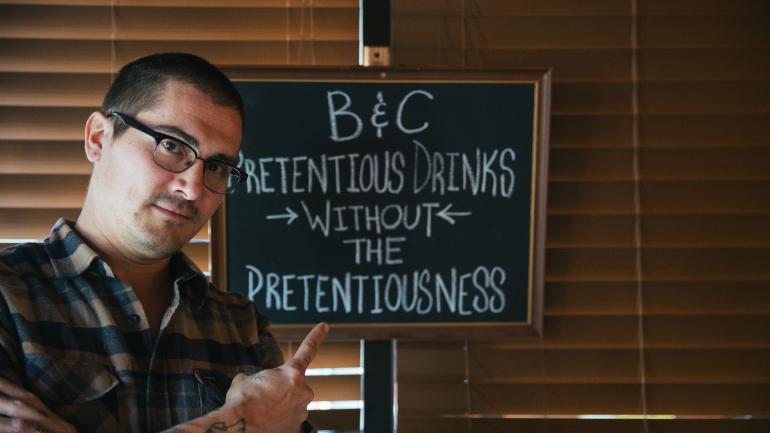 B & C
PRETENTIOUS DRINKS
→ WITHOUT ←
THE
PRETENTIOUSNESS